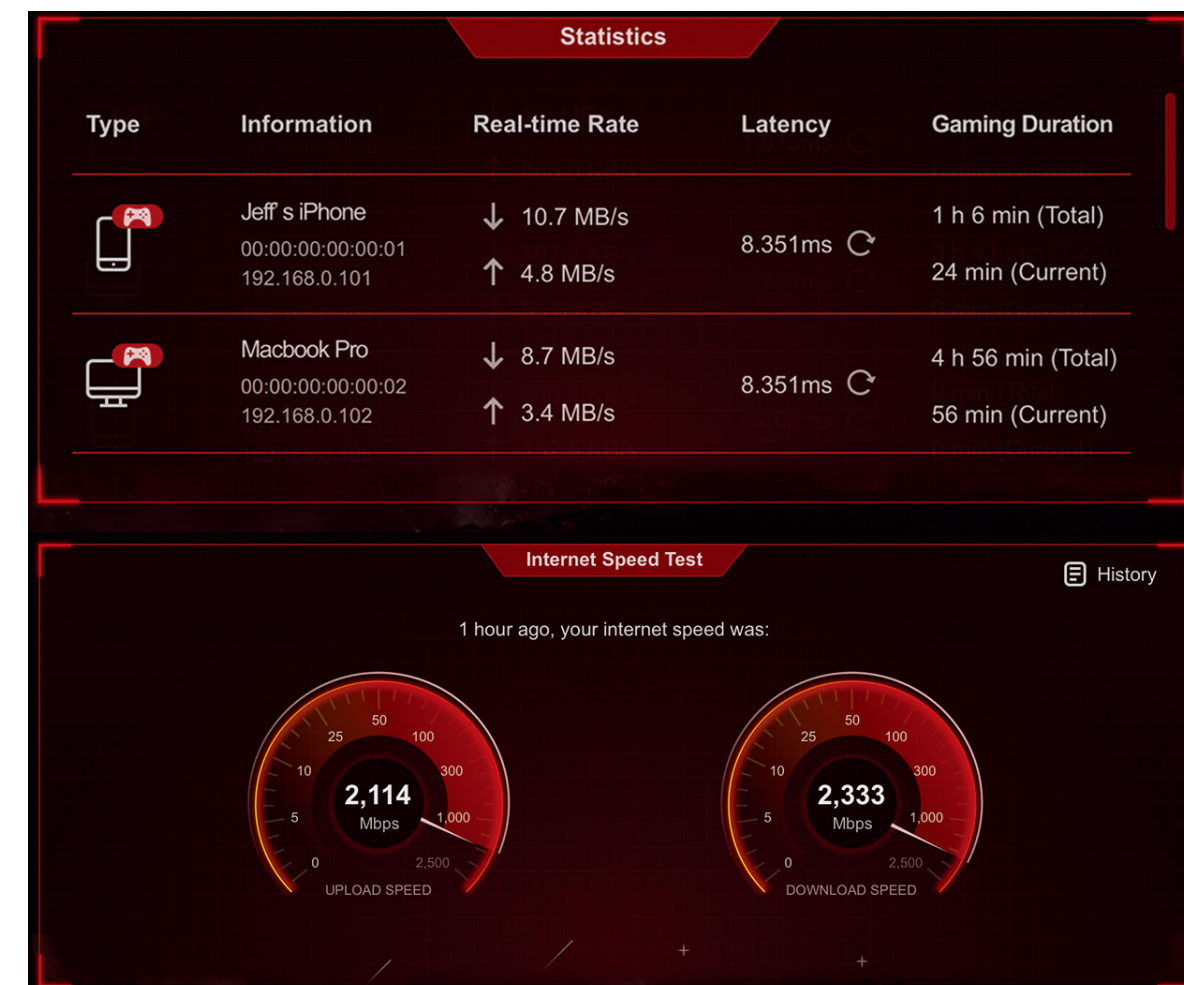 Statistics
Type Information Real-time Rate Latency Gaming Duration
Jeff' s iPhone
00:00:00:00:00:01
192.168.0.101
10.7 MB/s
4.8 MB/s
8.351ms
1 h 6 min (Total)
24 min (Current)
Macbook Pro
00:00:00:00:00:02
192.168.0.102
8.7 MB/s
3.4 MB/s
8.351ms
4 h 56 min (Total)
56 min (Current)
Internet Speed Test
History
1 hour ago, your internet speed was:
0
5
10
25
50
100
300
1,000
2,500
2,114
Mbps
UPLOAD SPEED
0
5
10
25
50
100
300
1,000
2,500
2,333
Mbps
DOWNLOAD SPEED